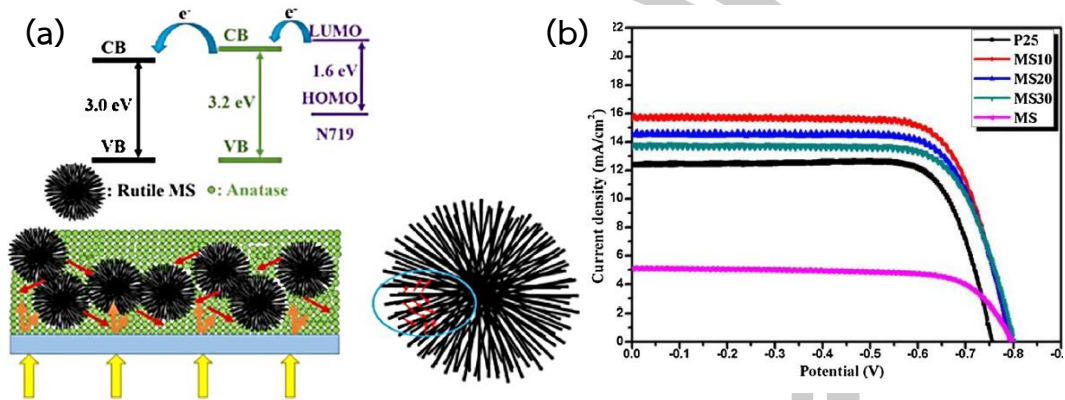 (a)
e⁻
e⁻
CB
CB
LUMO
3.0 eV
3.2 eV
1.6 eV
HOMO
VB
VB
N719
: Rutile MS
: Anatase
(b)
P25
MS10
MS20
MS30
MS
Current density (mA/cm²)
22
20
18
16
14
12
10
8
6
4
2
0
0.0 -0.1 -0.2 -0.3 -0.4 -0.5 -0.6 -0.7 -0.8 -0.
Potential (V)